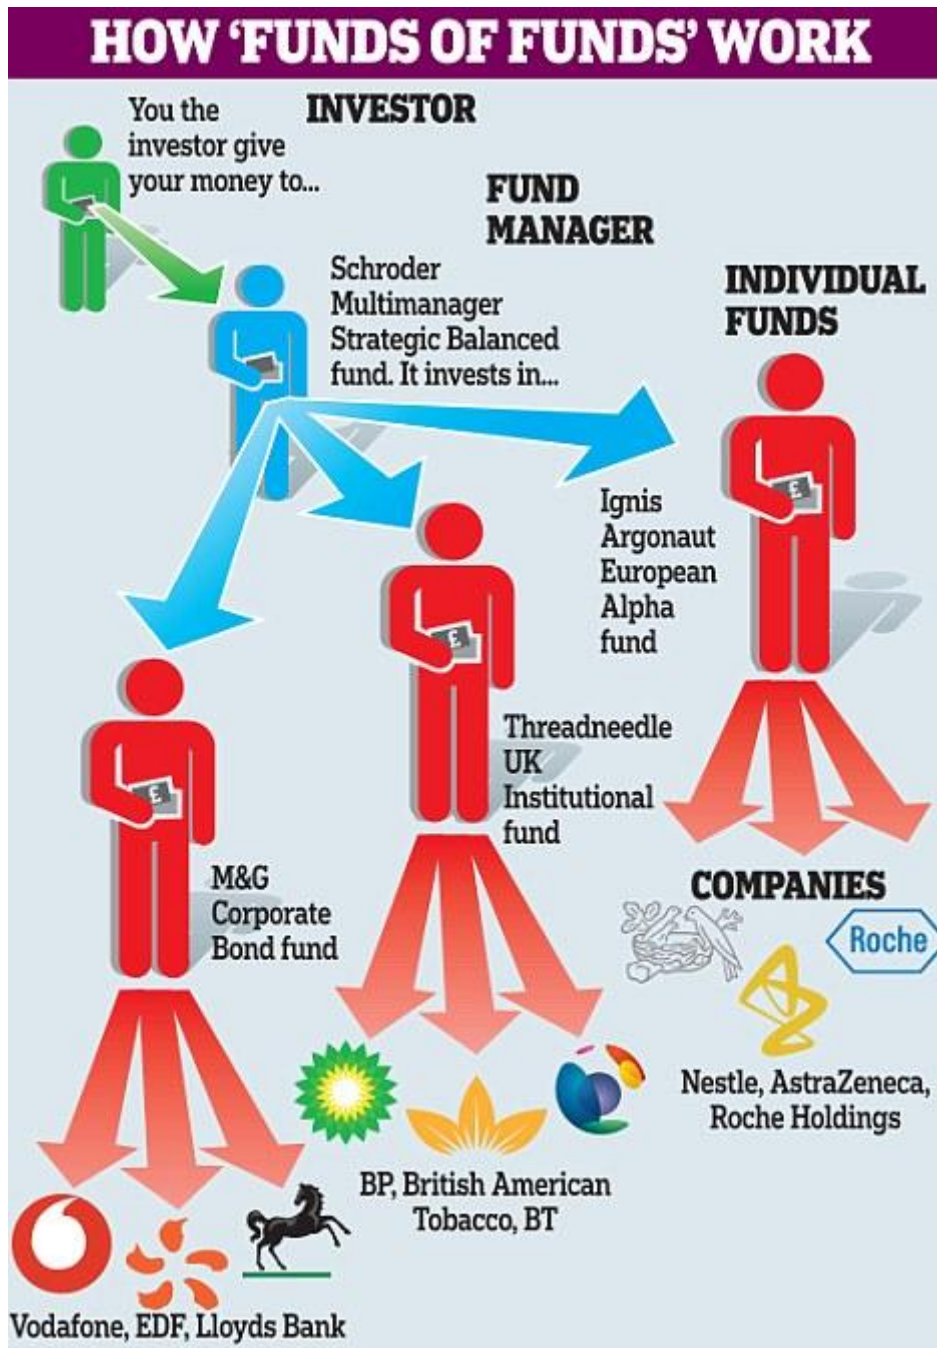 HOW ‘FUNDS OF FUNDS’ WORK
INVESTOR
You the
investor give
your money to...
FUND
MANAGER
Schroder
Multimanager
Strategic Balanced
fund. It invests in...
INDIVIDUAL
FUNDS
£
Ignis
Argonaut
European
Alpha
fund
£
Threadneedle
UK
Institutional
fund
£
M&G
Corporate
Bond fund
COMPANIES
Roche
Nestle, AstraZeneca,
Roche Holdings
BP, British American
Tobacco, BT
Vodafone, EDF, Lloyds Bank